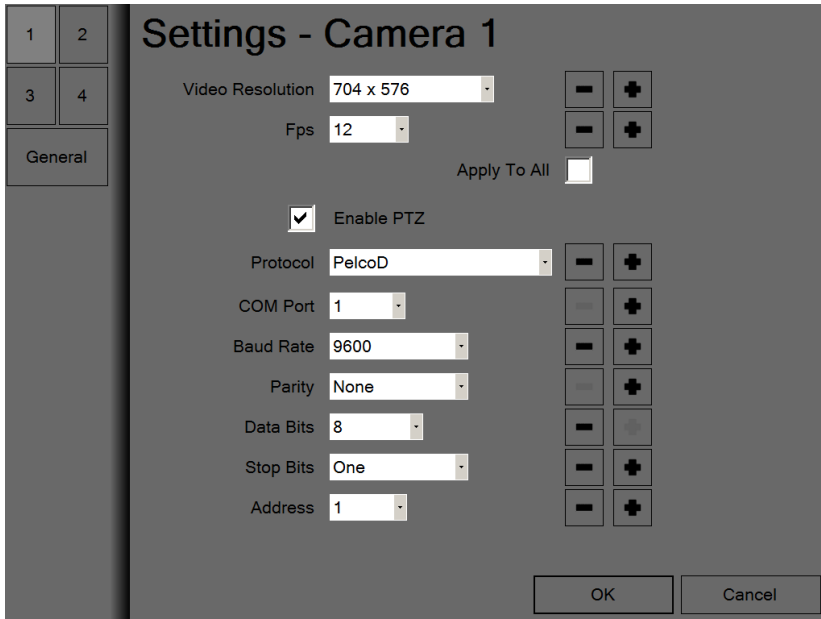 1 2
3 4
General
Settings - Camera 1
Video Resolution 704 x 576
Fps 12
Apply To All
Enable PTZ
Protocol PelcoD
COM Port 1
Baud Rate 9600
Parity None
Data Bits 8
Stop Bits One
Address 1
OK Cancel